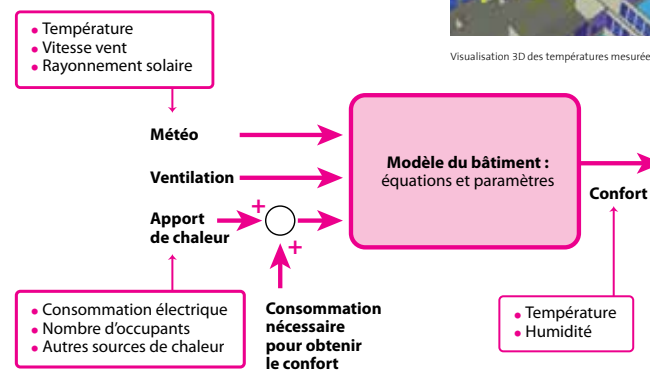 • Température
• Vitesse vent
• Rayonnement solaire
Visualisation 3D des températures mesurée
Météo
Ventilation
Apport
de chaleur
+
+
Modèle du bâtiment :
équations et paramètres
Confort
• Consommation électrique
• Nombre d'occupants
• Autres sources de chaleur
Consommation
nécessaire
pour obtenir
le confort
• Température
• Humidité